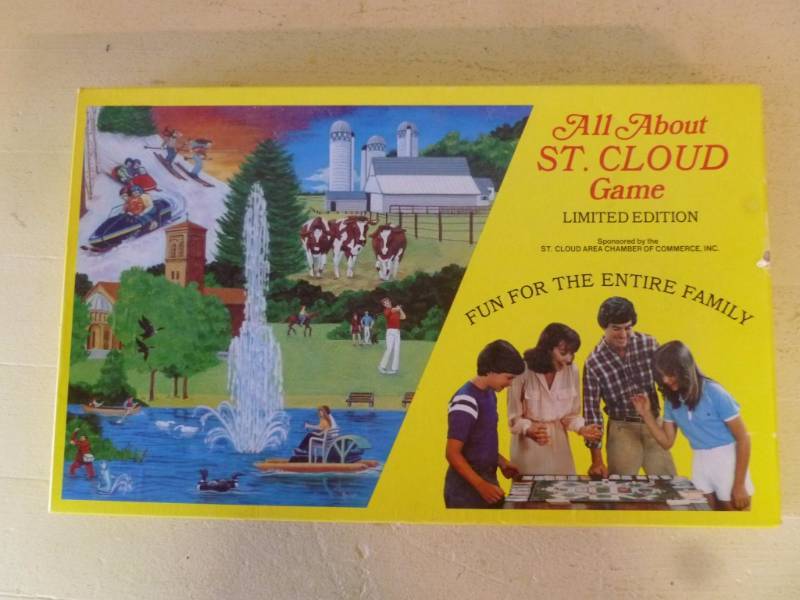 All About
ST. CLOUD
Game
LIMITED EDITION
Sponsored by the
ST. CLOUD AREA CHAMBER OF COMMERCE, INC.
FUN FOR THE ENTIRE FAMILY